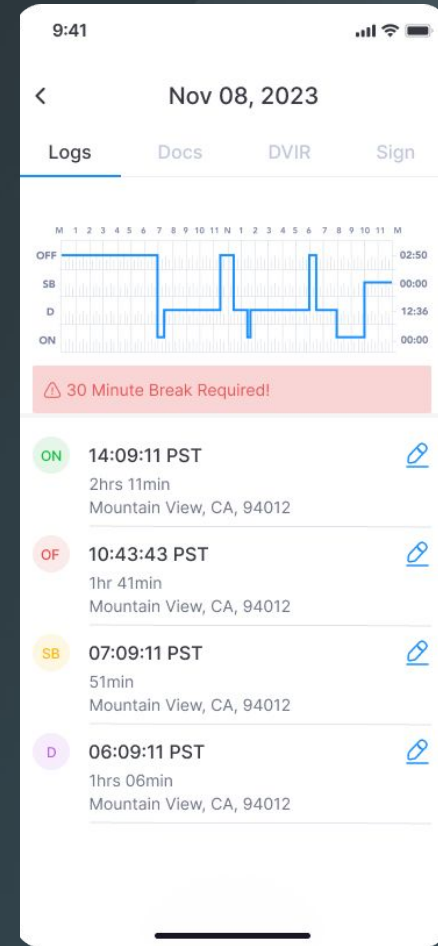 9:41
Nov 08, 2023
Logs Docs DVIR Sign
M 1 2 3 4 5 6 7 8 9 10 11 N 1 2 3 4 5 6 7 8 9 10 11 M
OFF 02:50
SB 00:00
D 12:36
ON 00:00
30 Minute Break Required!
ON 14:09:11 PST
2hrs 11min
Mountain View, CA, 94012
OF 10:43:43 PST
1hr 41min
Mountain View, CA, 94012
SB 07:09:11 PST
51min
Mountain View, CA, 94012
D 06:09:11 PST
1hrs 06min
Mountain View, CA, 94012